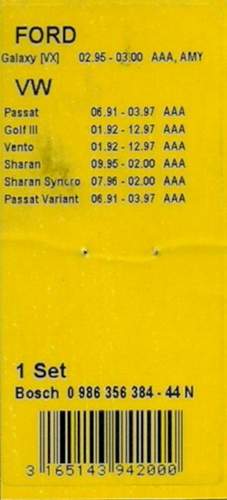 FORD
Galaxy [VX] 02.95 - 03.00 AAA, AMY
VW
Passat 06.91 - 03.97 AAA
Golf III 01.92 - 12.97 AAA
Vento 01.92 - 12.97 AAA
Sharan 09.95 - 02.00 AAA
Sharan Syncro 07.96 - 02.00 AAA
Passat Variant 06.91 - 03.97 AAA
1 Set
Bosch 0 986 356 384 - 44 N
3 165143 942000